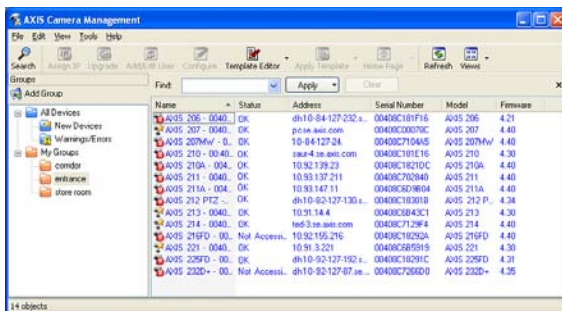 AXIS Camera Management
File Edit View Tools Help
Search Assign IP Upgrade Add/Edit User Configure Template Editor Apply Template Home Page Refresh Views
Groups
Find: Apply Clear x
Add Group
Name Status Address Serial Number Model Firmware
All Devices
New Devices
Warnings/Errors
My Groups
corridor
entrance
store room
AXIS 206 - 0040.. OK dh10-84-127-232.s.. 00408C181F16 AXIS 206 4.21
AXIS 207 - 0040.. OK pcse.axis.com AXIS 207 4.40
AXIS 207MW - 0.. OK 10-84-127-24. 00408C7104A5 AXIS 207MW 4.40
AXIS 210 - 00:40.. OK saur-4.se.axis.com 00408C181E16 AXIS 210 4.30
AXIS 210A - 004.. OK 10.92.139.23 00408C1821DC AXIS 210A 4.40
AXIS 211 - 0040.. OK 10.93.137.211 00408C702840 AXIS 211 4.40
AXIS 211A - 004.. OK 10.93.147.11 00408C6D9B04 AXIS 211A 4.40
AXIS 212 PTZ -.. OK dh10-82-127-130.s.. 00408C18301B AXIS 212 P.. 4.34
AXIS 213 - 0040.. OK 10.91.14.4 00408C6B43C1 AXIS 213 4.30
AXIS 214 - 0040.. OK ted-3.se.axis.com 00408C7129F4 AXIS 214 4.40
AXIS 216FD - 00.. Not Accessi.. 10.92.155.216 00408C18292A AXIS 216FD 4.40
AXIS 221 - 0040.. OK 10.91.3.221 00408C6B5919 AXIS 221 4.30
AXIS 225FD - 00.. OK dh10-92-127-192.s.. 00408C18291C AXIS 225FD 4.31
AXIS 232D+ - 00.. Not Accessi.. dh10-92-127-87.se... 00408C7266D0 AXIS 232D+ 4.35
14 objects